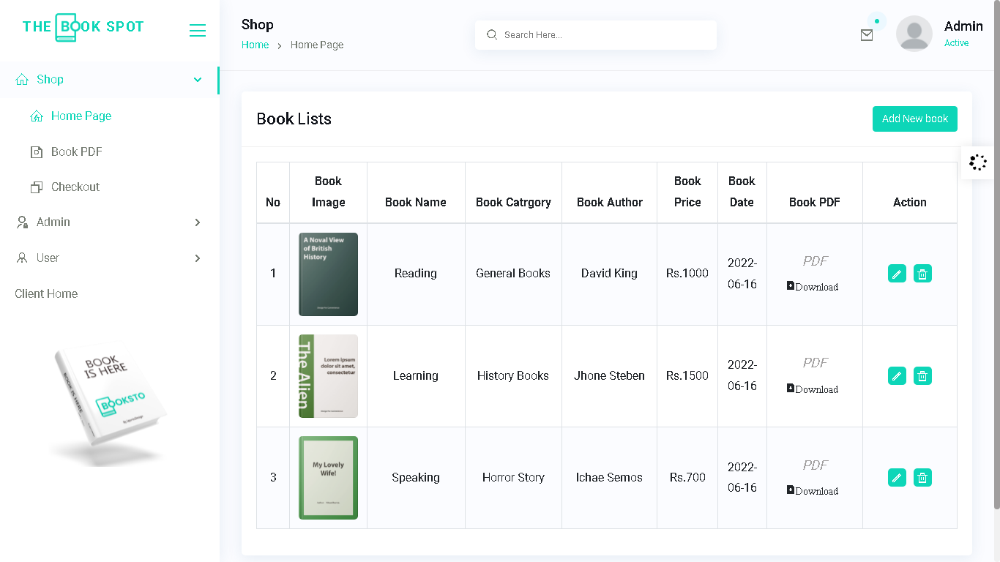 THE BOOK SPOT
Shop
Home Page
Book PDF
Checkout
Admin
User
Client Home
BOOK
IS HERE
BOOK IS HERE
BOOKSTO
Shop
Home > Home Page
Search Here...
Admin
Active
Book Lists
Add New book
No
Book
Image
Book Name
Book Catrgory
Book Author
Book
Price
Book
Date
Book PDF
Action
1
A Noval View
of British
History
Reading
General Books
David King
Rs.1000
2022-
06-16
PDF
Download
2
The Alien
Lorem ipsum
dolor sit amet,
consectetur
Learning
History Books
Jhone Steben
Rs.1500
2022-
06-16
PDF
Download
3
My Lovely
Wife!
Speaking
Horror Story
Ichae Semos
Rs.700
2022-
06-16
PDF
Download